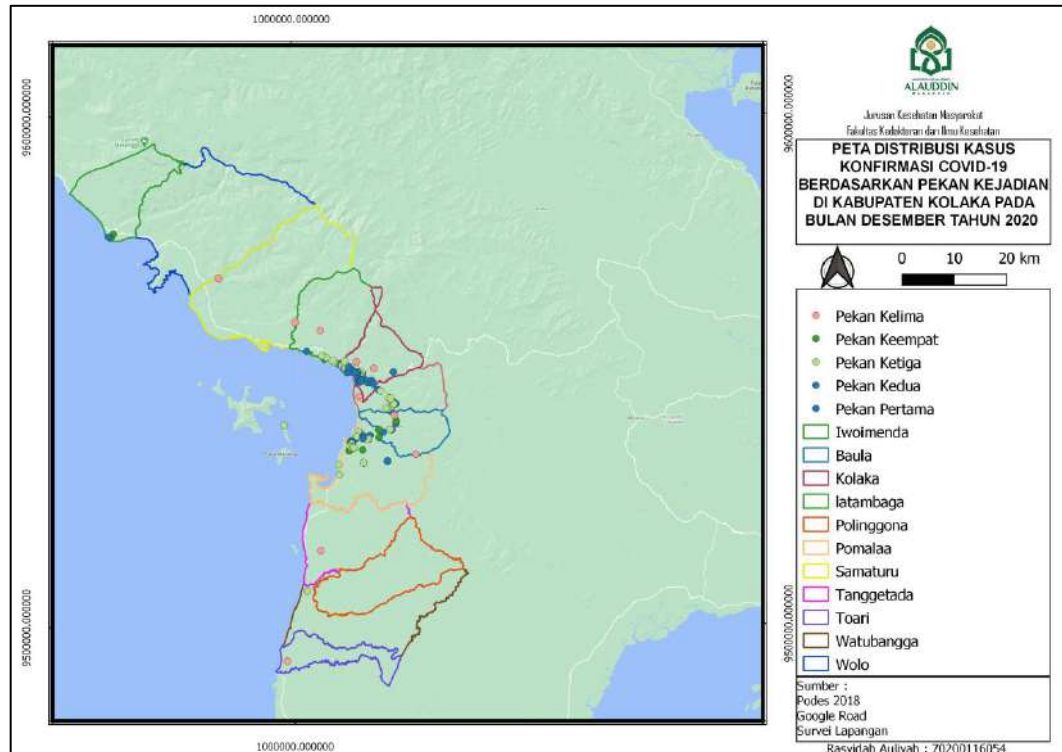 1000000.000000
9600000.000000
9500000.000000
1000000.000000
9600000.000000
9500000.000000
ALAUDDIN
Jurusan Kesehatan Masyarakat
Fakultas Kedokteran dan Ilmu Kesehatan
PETA DISTRIBUSI KASUS
KONFIRMASI COVID-19
BERDASARKAN PEKAN KEJADIAN
DI KABUPATEN KOLAKA PADA
BULAN DESEMBER TAHUN 2020
0 10 20 km
Pekan Kelima
Pekan Keempat
Pekan Ketiga
Pekan Kedua
Pekan Pertama
Iwoimenda
Baula
Kolaka
latambaga
Polinggona
Pomalaa
Samaturu
Tanggetada
Toari
Watubangga
Wolo
Sumber :
Podes 2018
Google Road
Survei Lapangan
Rasyidah Auliyah : 70200116054